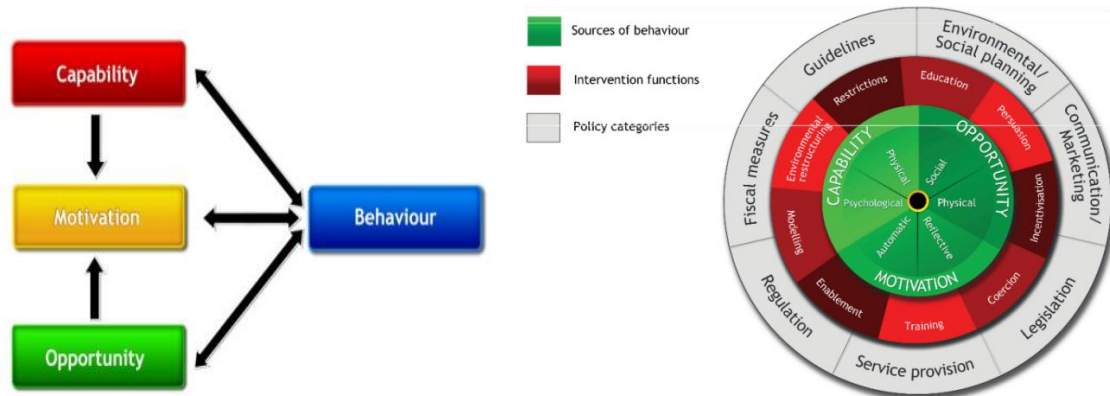 Capability
Motivation
Opportunity
Behaviour
Sources of behaviour
Intervention functions
Policy categories
Guidelines
Environmental/
Social planning
Communication/
Marketing
Legislation
Service provision
Regulation
Fiscal measures
Restrictions
Education
Persuasion
Incentivisation
Coercion
Training
Enablement
Modelling
Environmental
restructuring
CAPABILITY
OPPORTUNITY
MOTIVATION
Physical
Social
Psychological
Physical
Automatic
Reflective